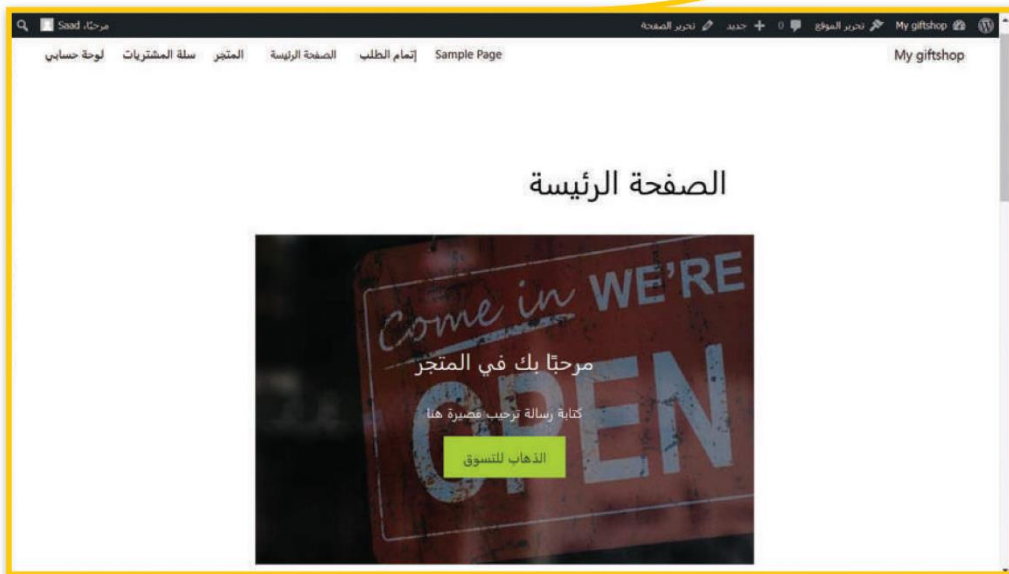 My giftshop تحرير الموقع 0 جديد تحرير الصفحة مرحبًا، Saad
My giftshop
Sample Page إتمام الطلب الصفحة الرئيسة المتجر سلة المشتريات لوحة حسابي
الصفحة الرئيسة
come in WE'RE
OPEN
مرحبًا بك في المتجر
كتابة رسالة ترحيب قصيرة هنا
الذهاب للتسوق